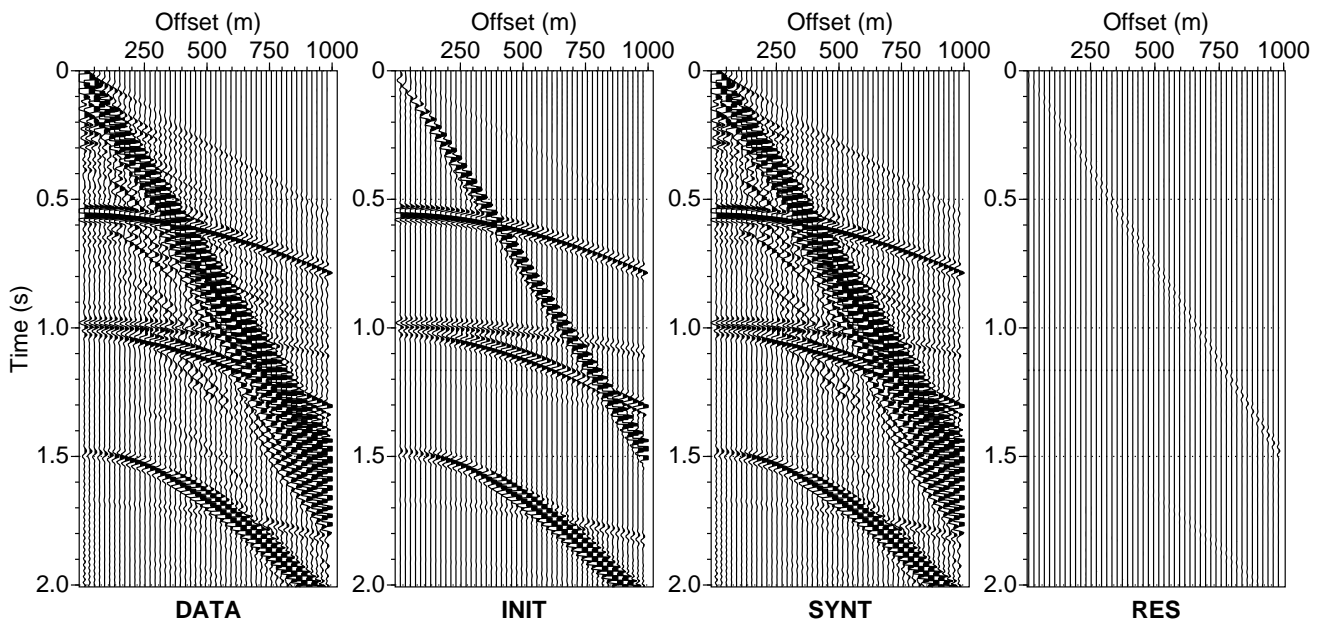 Offset (m) Offset (m) Offset (m) Offset (m)
250 500 750 1000 250 500 750 1000 250 500 750 1000 250 500 750 1000
0 0 0 0
0.5 0.5 0.5 0.5
1.0 1.0 1.0 1.0
Time (s)
1.5 1.5 1.5 1.5
2.0 2.0 2.0 2.0
DATA INIT SYNT RES